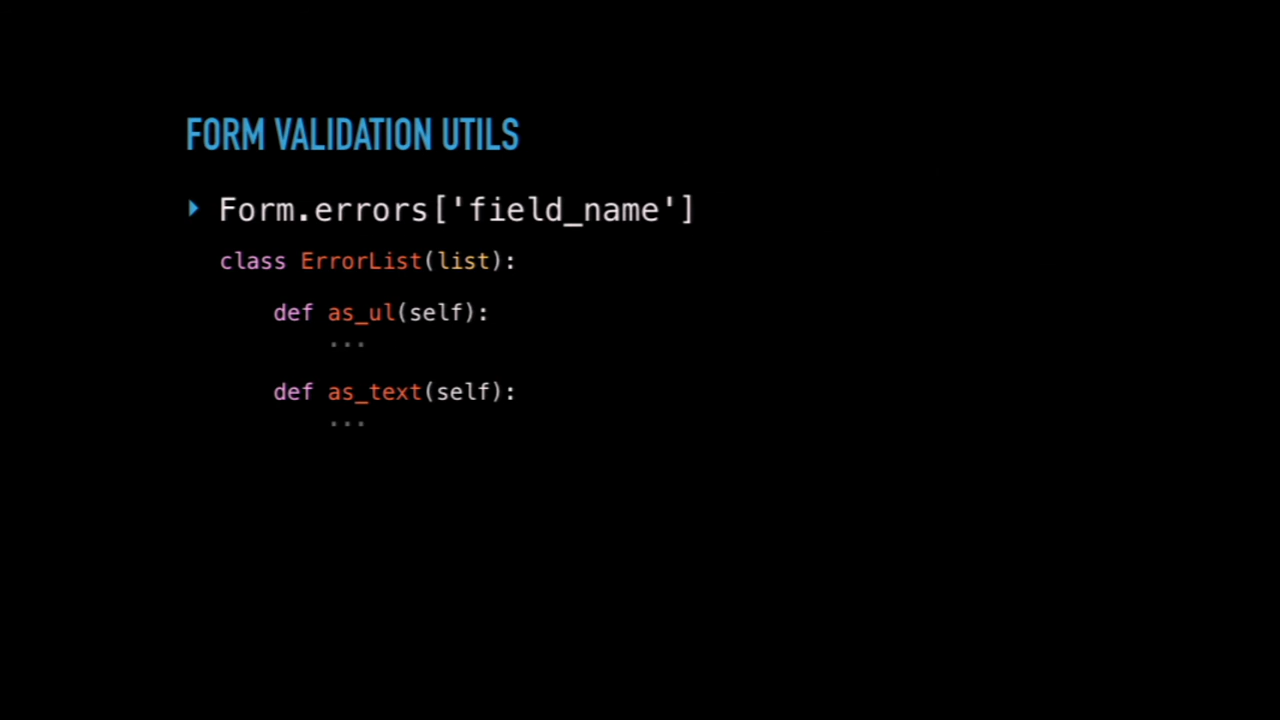 FORM VALIDATION UTILS
Form.errors['field_name']
class ErrorList(list):
def as_ul(self):
...
def as_text(self):
...